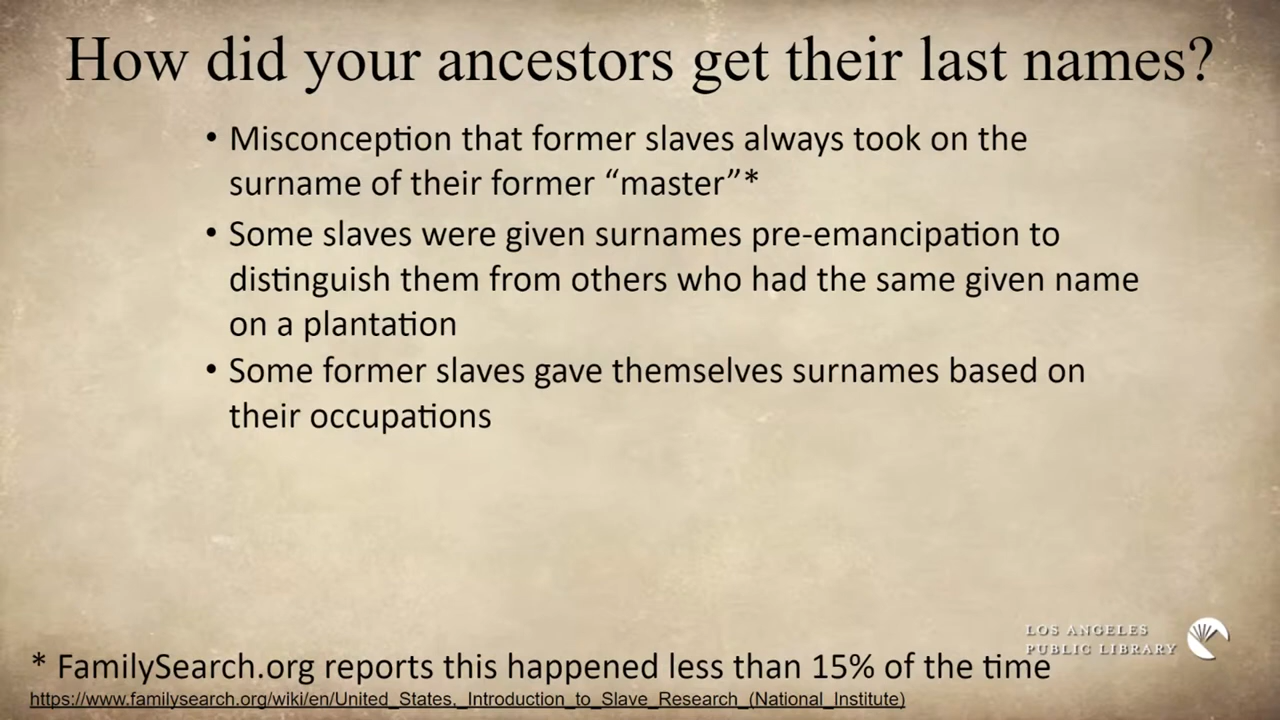 How did your ancestors get their last names?
• Misconception that former slaves always took on the
surname of their former “master”*
• Some slaves were given surnames pre-emancipation to
distinguish them from others who had the same given name
on a plantation
• Some former slaves gave themselves surnames based on
their occupations
LOS ANGELES
PUBLIC LIBRARY
* FamilySearch.org reports this happened less than 15% of the time
https://www.familysearch.org/wiki/en/United_States,_Introduction_to_Slave_Research_(National_Institute)